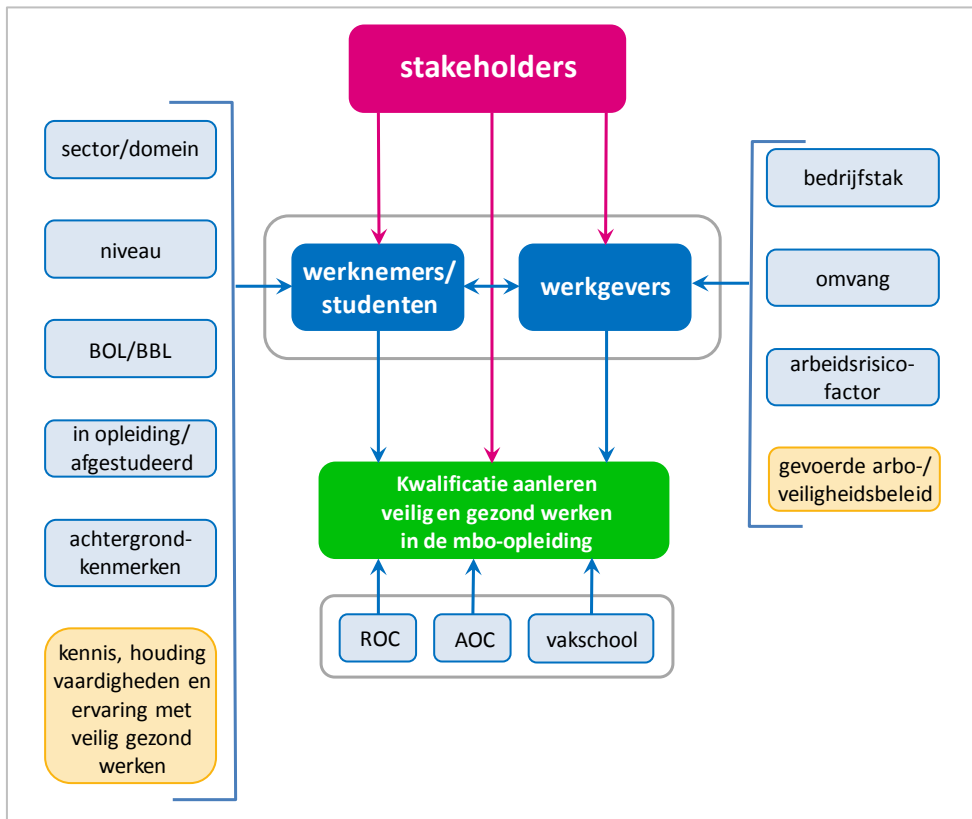 stakeholders
sector/domein
niveau
BOL/BBL
in opleiding/
afgestudeerd
achtergrond-
kenmerken
kennis, houding
vaardigheden en
ervaring met
veilig gezond
werken
werknemers/
studenten
werkgevers
bedrijfstak
omvang
arbeidsrisico-
factor
gevoerde arbo-/
veiligheidsbeleid
Kwalificatie aanleren
veilig en gezond werken
in de mbo-opleiding
ROC
AOC
vakschool